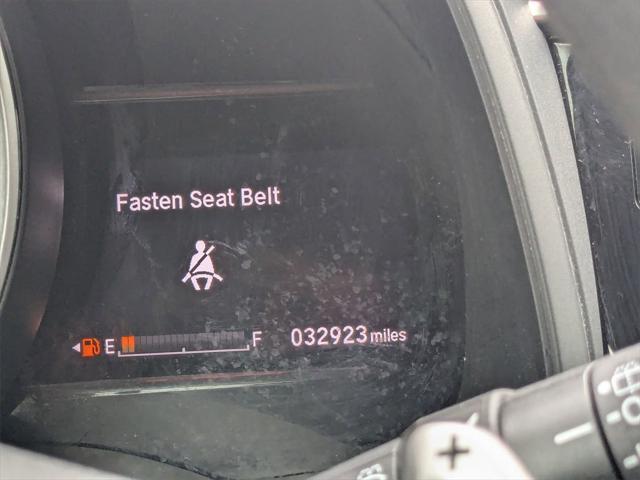 Fasten Seat Belt
E F 032923 miles
+